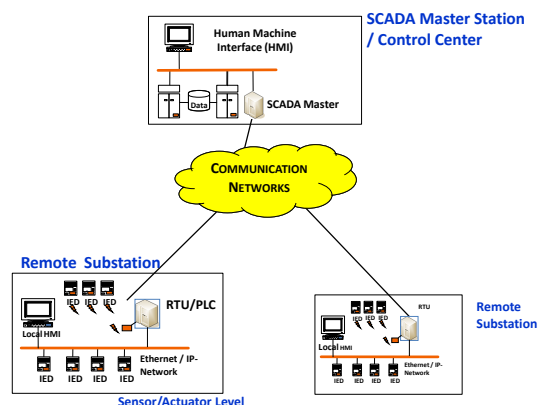 SCADA Master Station
/ Control Center
Human Machine
Interface (HMI)
Data
SCADA Master
COMMUNICATION
NETWORKS
Remote Substation
IED IED IED
RTU/PLC
Local HMI
Ethernet / IP-
Network
IED IED IED IED
Sensor/Actuator Level
IED IED IED
RTU
Remote
Substation
Local HMI
Ethernet / IP-
Network
IED IED IED IED